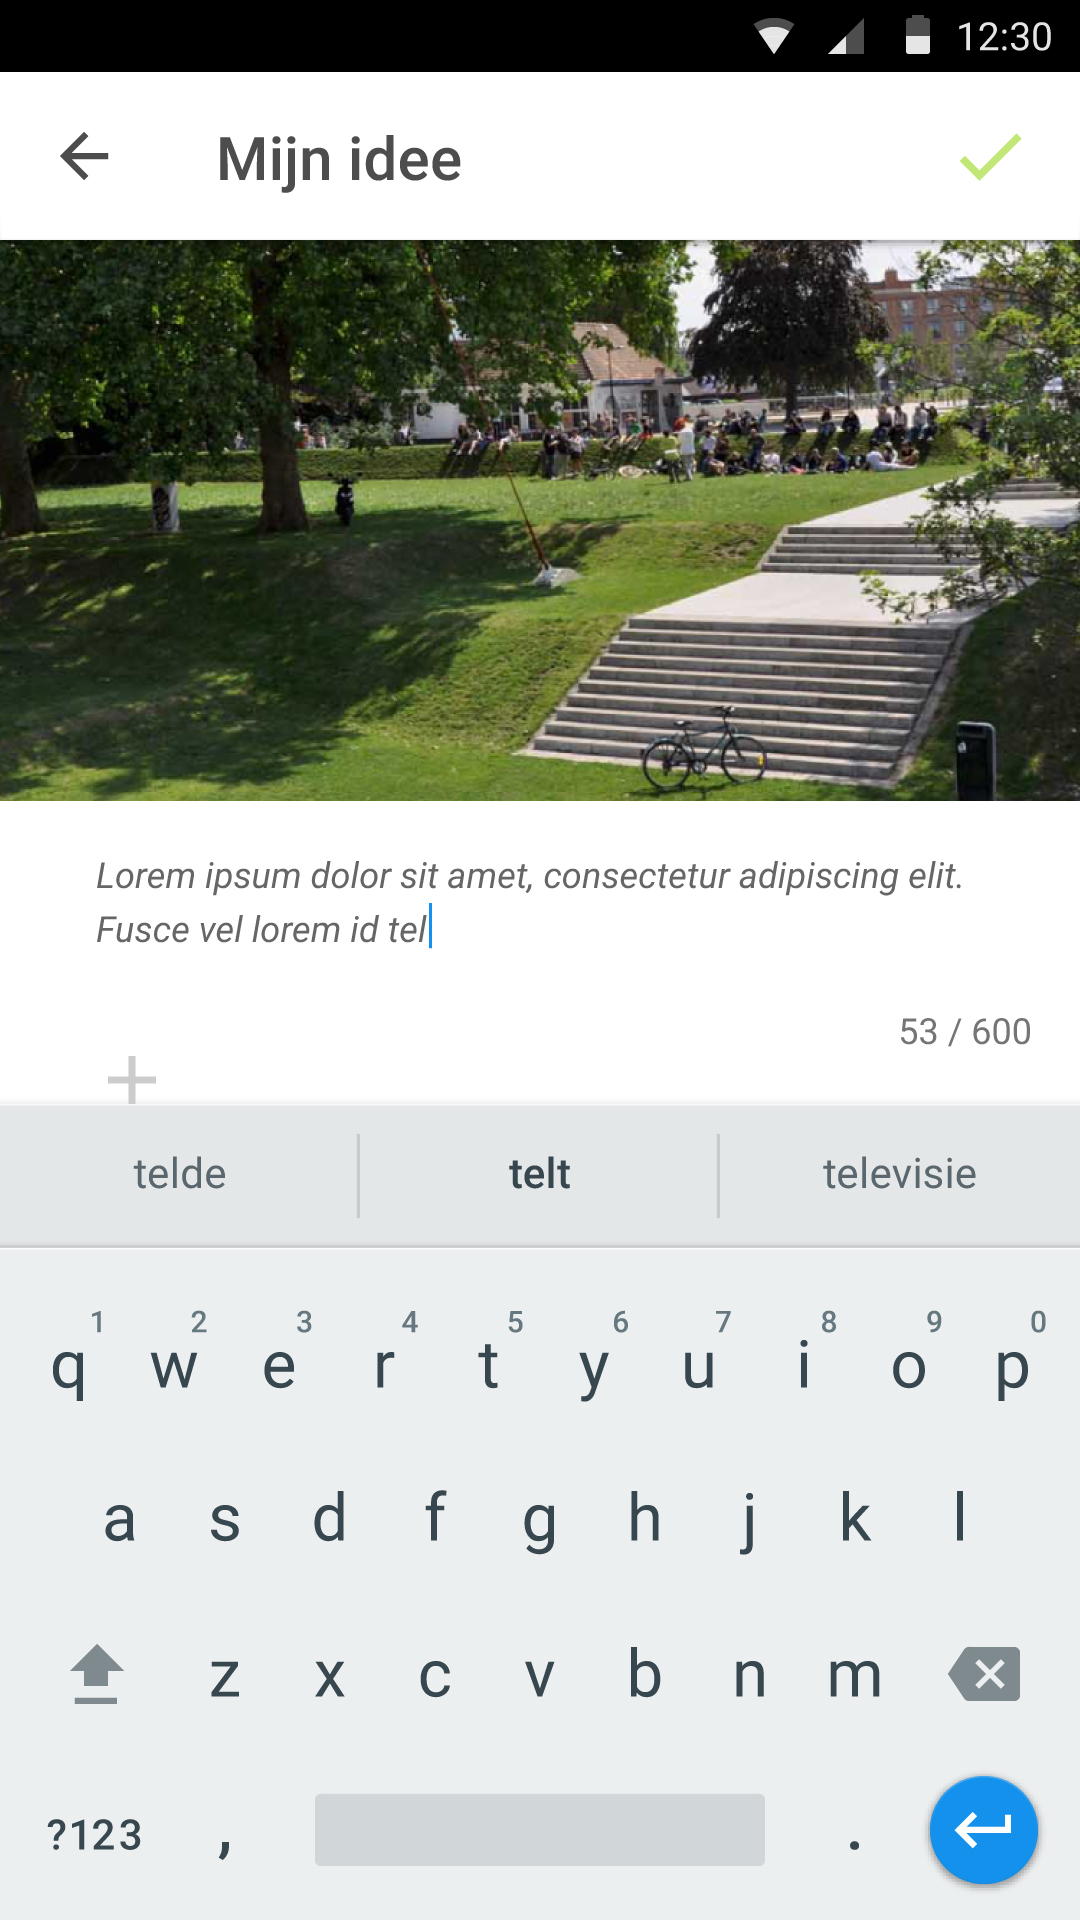 12:30
Mijn idee
Lorem ipsum dolor sit amet, consectetur adipiscing elit.
Fusce vel lorem id tel
53 / 600
telde telt televisie
1 2 3 4 5 6 7 8 9 0
q w e r t y u i o p
a s d f g h j k l
z x c v b n m
?123 , .